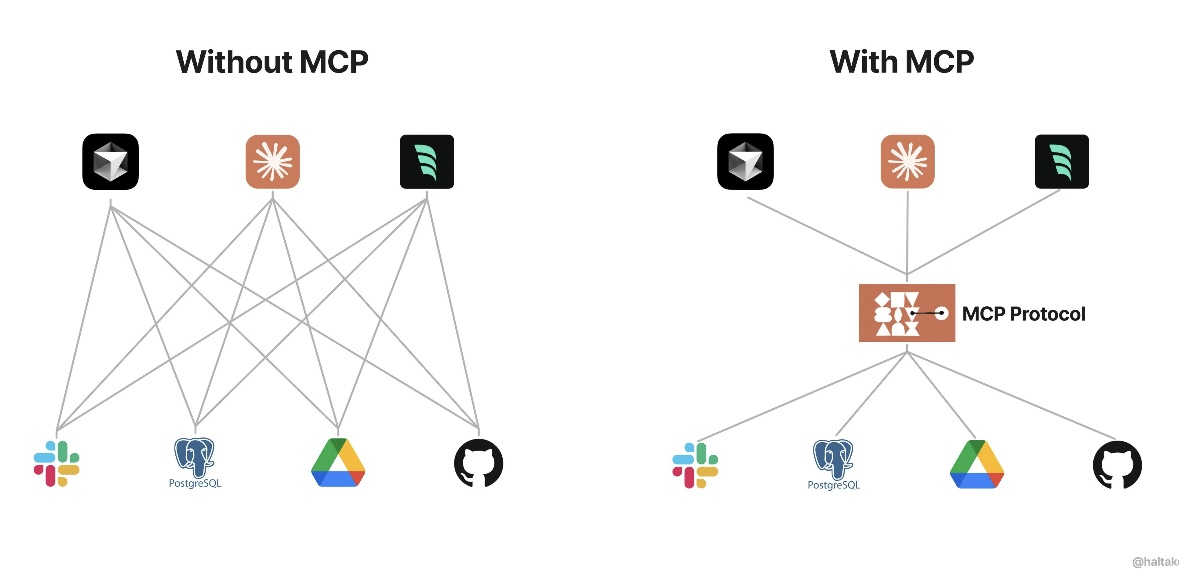 Without MCP
With MCP
MCP Protocol
PostgreSQL
PostgreSQL
@haltak